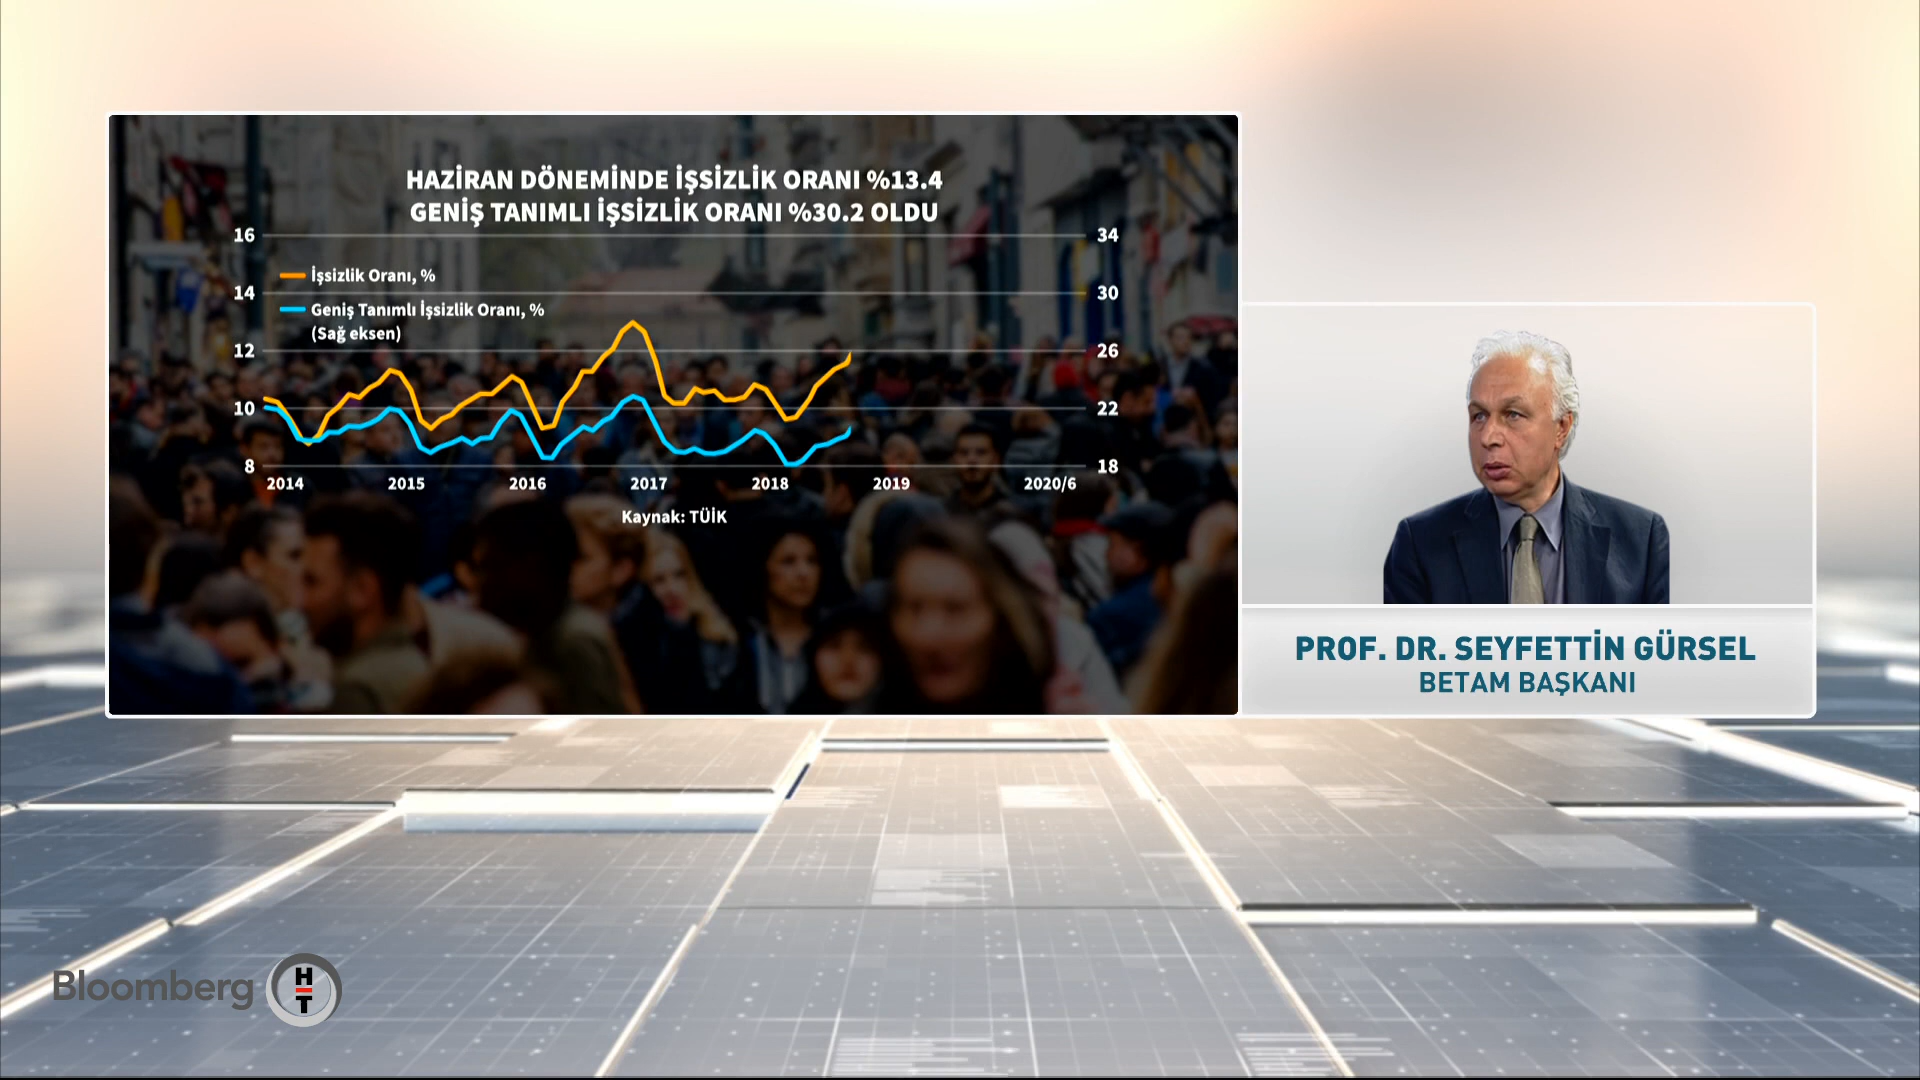 HAZİRAN DÖNEMİNDE İŞSİZLİK ORANI %13.4
GENİŞ TANIMLI İŞSİZLİK ORANI %30.2 OLDU
16
34
İşsizlik Oranı, %
14
30
Geniş Tanımlı İşsizlik Oranı, %
(Sağ eksen)
12
26
10
22
8
18
2014
2015
2016
2017
2018
2019
2020/6
Kaynak: TÜİK
PROF. DR. SEYFETTİN GÜRSEL
BETAM BAŞKANI
Bloomberg HT